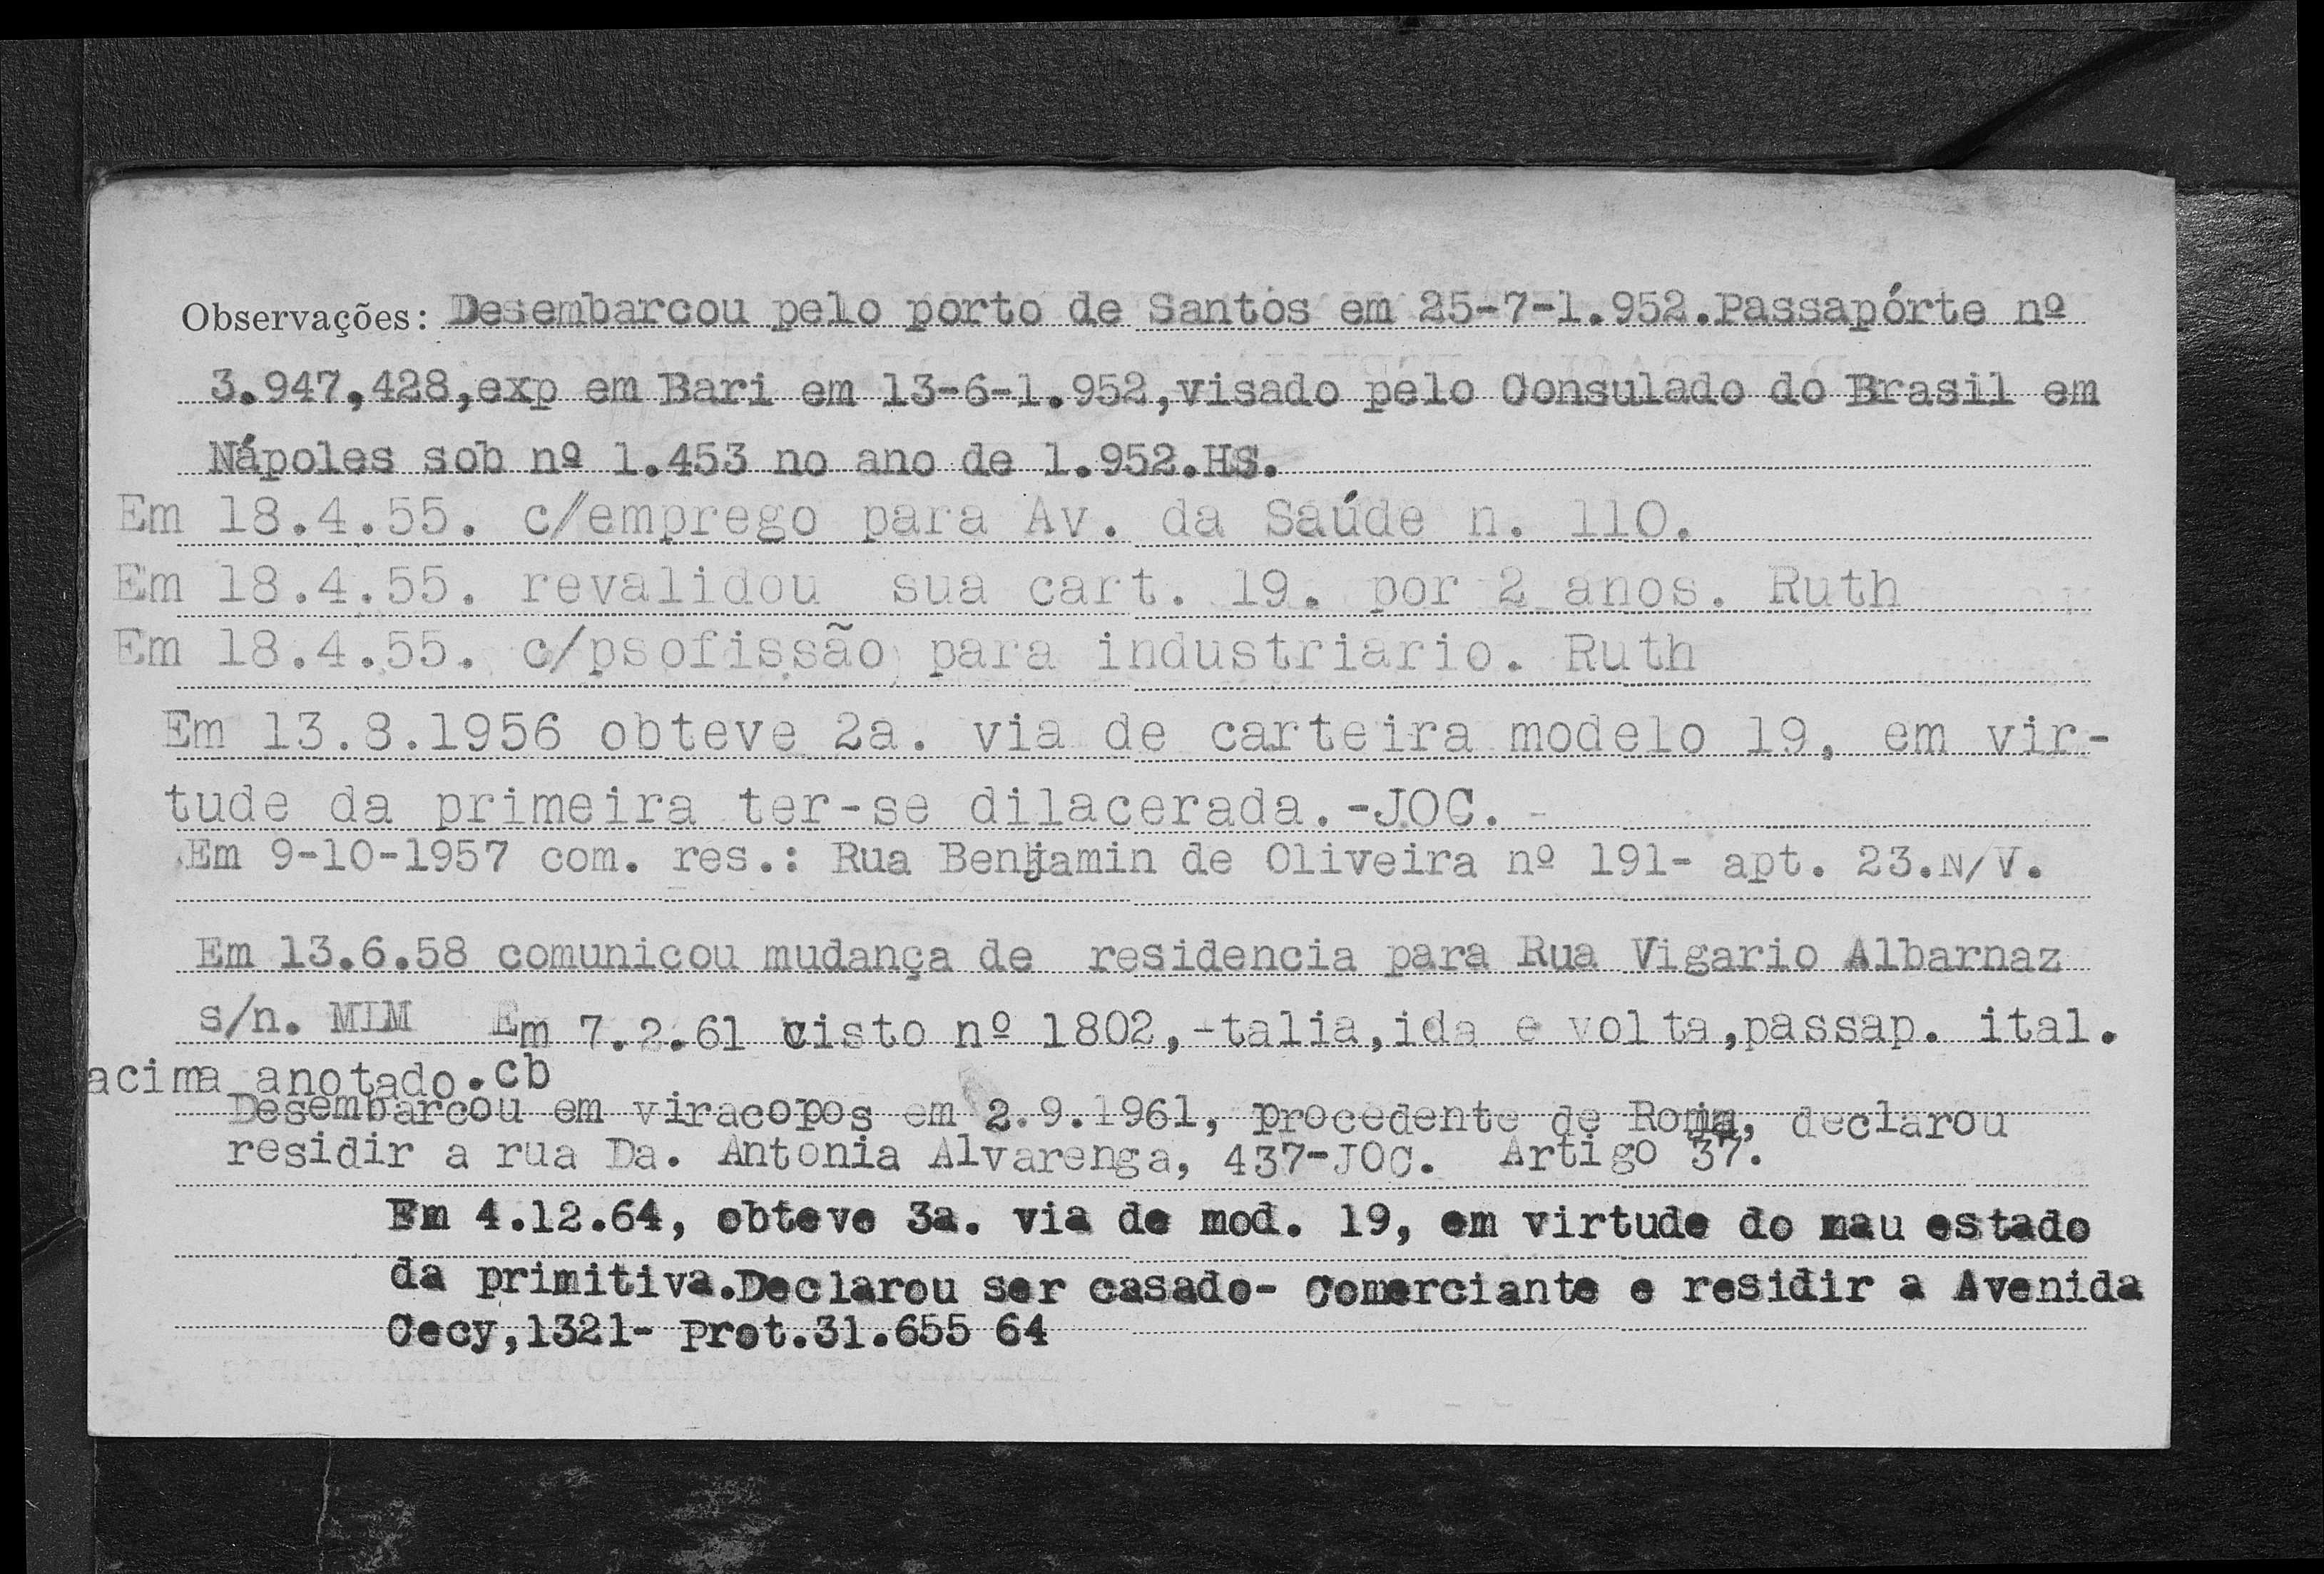 Observações: Desembarcou pelo porto de Santos em 25-7-1.952.Passapórte nº
3.947,428,exp em Bari em 13-6-1.952,visado pelo Consulado do Brasil em
Nápoles sob nº 1.453 no ano de 1.952.HS.
Em 18.4.55. c/emprego para Av. da Saúde n. 110.
Em 18.4.55. revalidou sua cart. 19. por 2 anos. Ruth
Em 18.4.55. c/psofissão para industriario. Ruth
Em 13.8.1956 obteve 2a. via de carteira modelo 19, em vir-
tude da primeira ter-se dilacerada.-JOC.-
Em 9-10-1957 com. res.: Rua Benjamin de Oliveira nº 191- apt. 23.N/V.
Em 13.6.58 comunicou mudança de residencia para Rua Vigario Albarnaz
s/n. MIM Em 7.2.61 visto nº 1802,-talia,ida e volta,passap. ital.
acima anotado.cb
Desembarcou em viracopos em 2.9.1961, procedente de Roma, declarou
residir a rua Da. Antonia Alvarenga, 437-JOC. Artigo 37.
Em 4.12.64, obteve 3a. via de mod. 19, em virtude do mau estado
da primitiva.Declarou ser casado- Comerciante e residir a Avenida
Cecy,1321- Prot.31.655 64